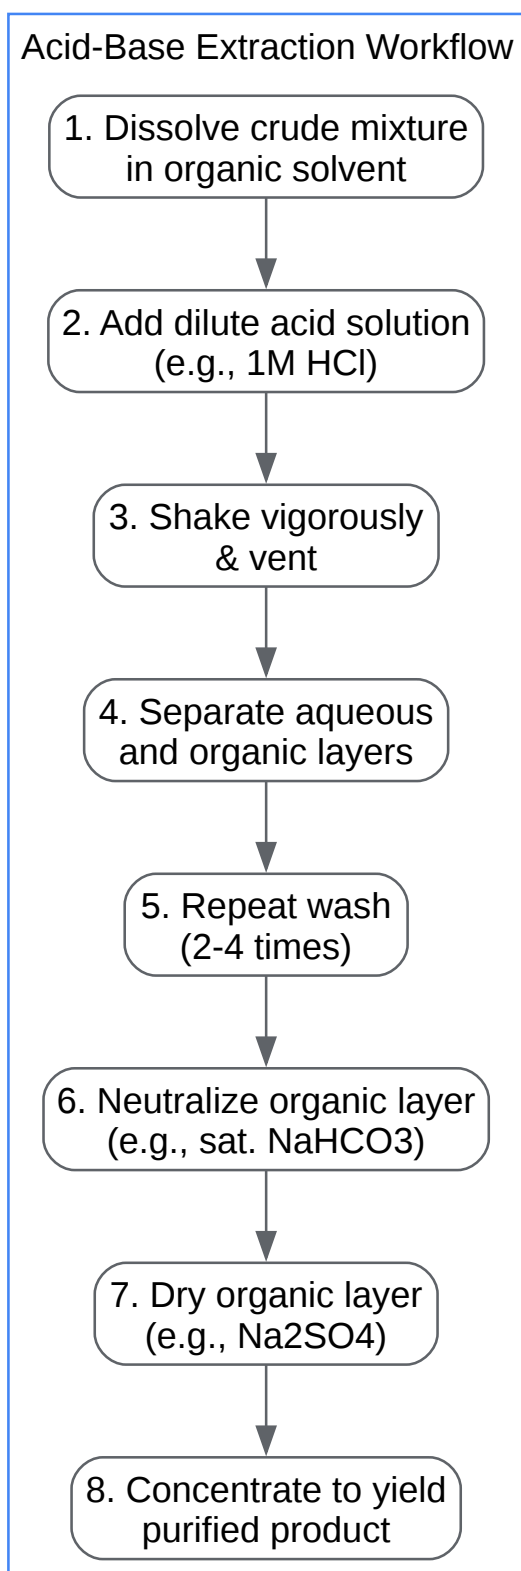 Acid-Base Extraction Workflow
1. Dissolve crude mixture
in organic solvent
2. Add dilute acid solution
(e.g., 1M HCl)
3. Shake vigorously
& vent
4. Separate aqueous
and organic layers
5. Repeat wash
(2-4 times)
6. Neutralize organic layer
(e.g., sat. NaHCO3)
7. Dry organic layer
(e.g., Na2SO4)
8. Concentrate to yield
purified product